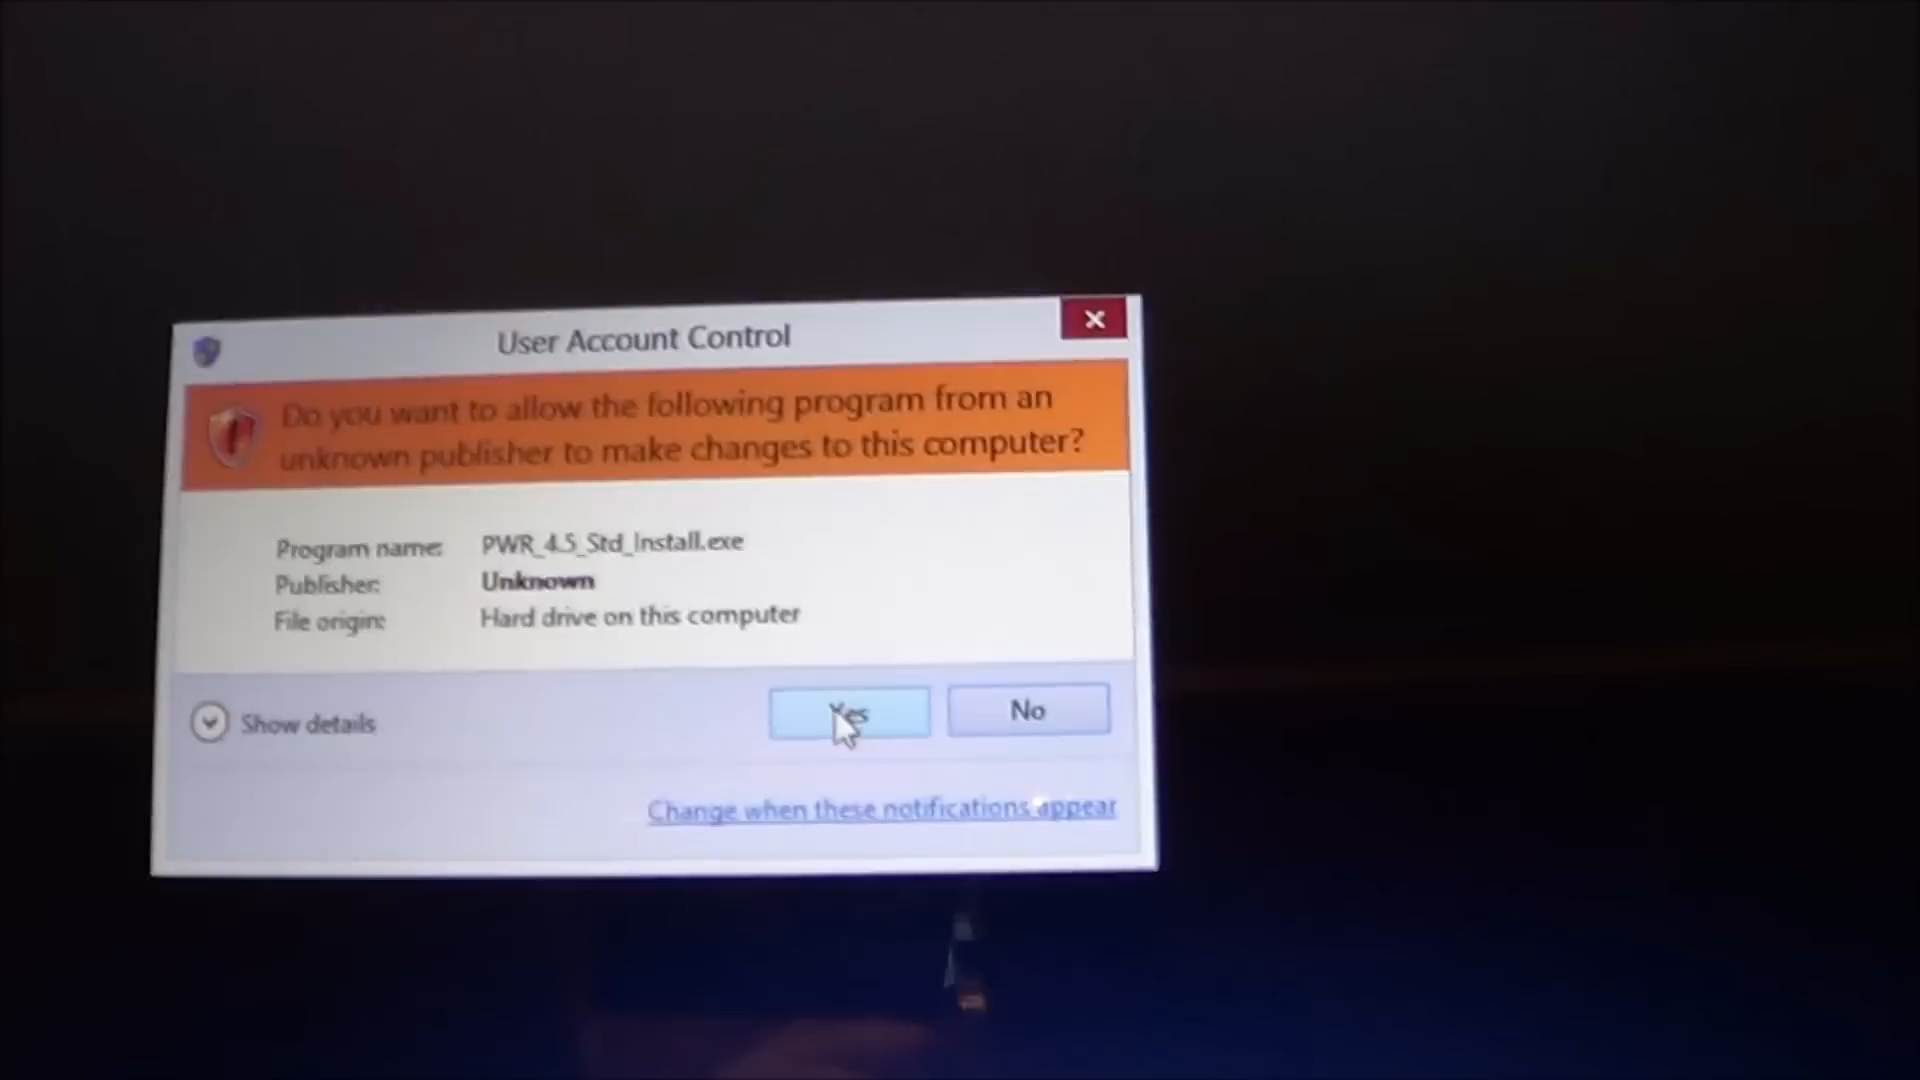 User Account Control
Do you want to allow the following program from an
unknown publisher to make changes to this computer?
Program name: PWR_4.5_Std_Install.exe
Publisher: Unknown
File origin: Hard drive on this computer
Show details
Yes
No
Change when these notifications appear